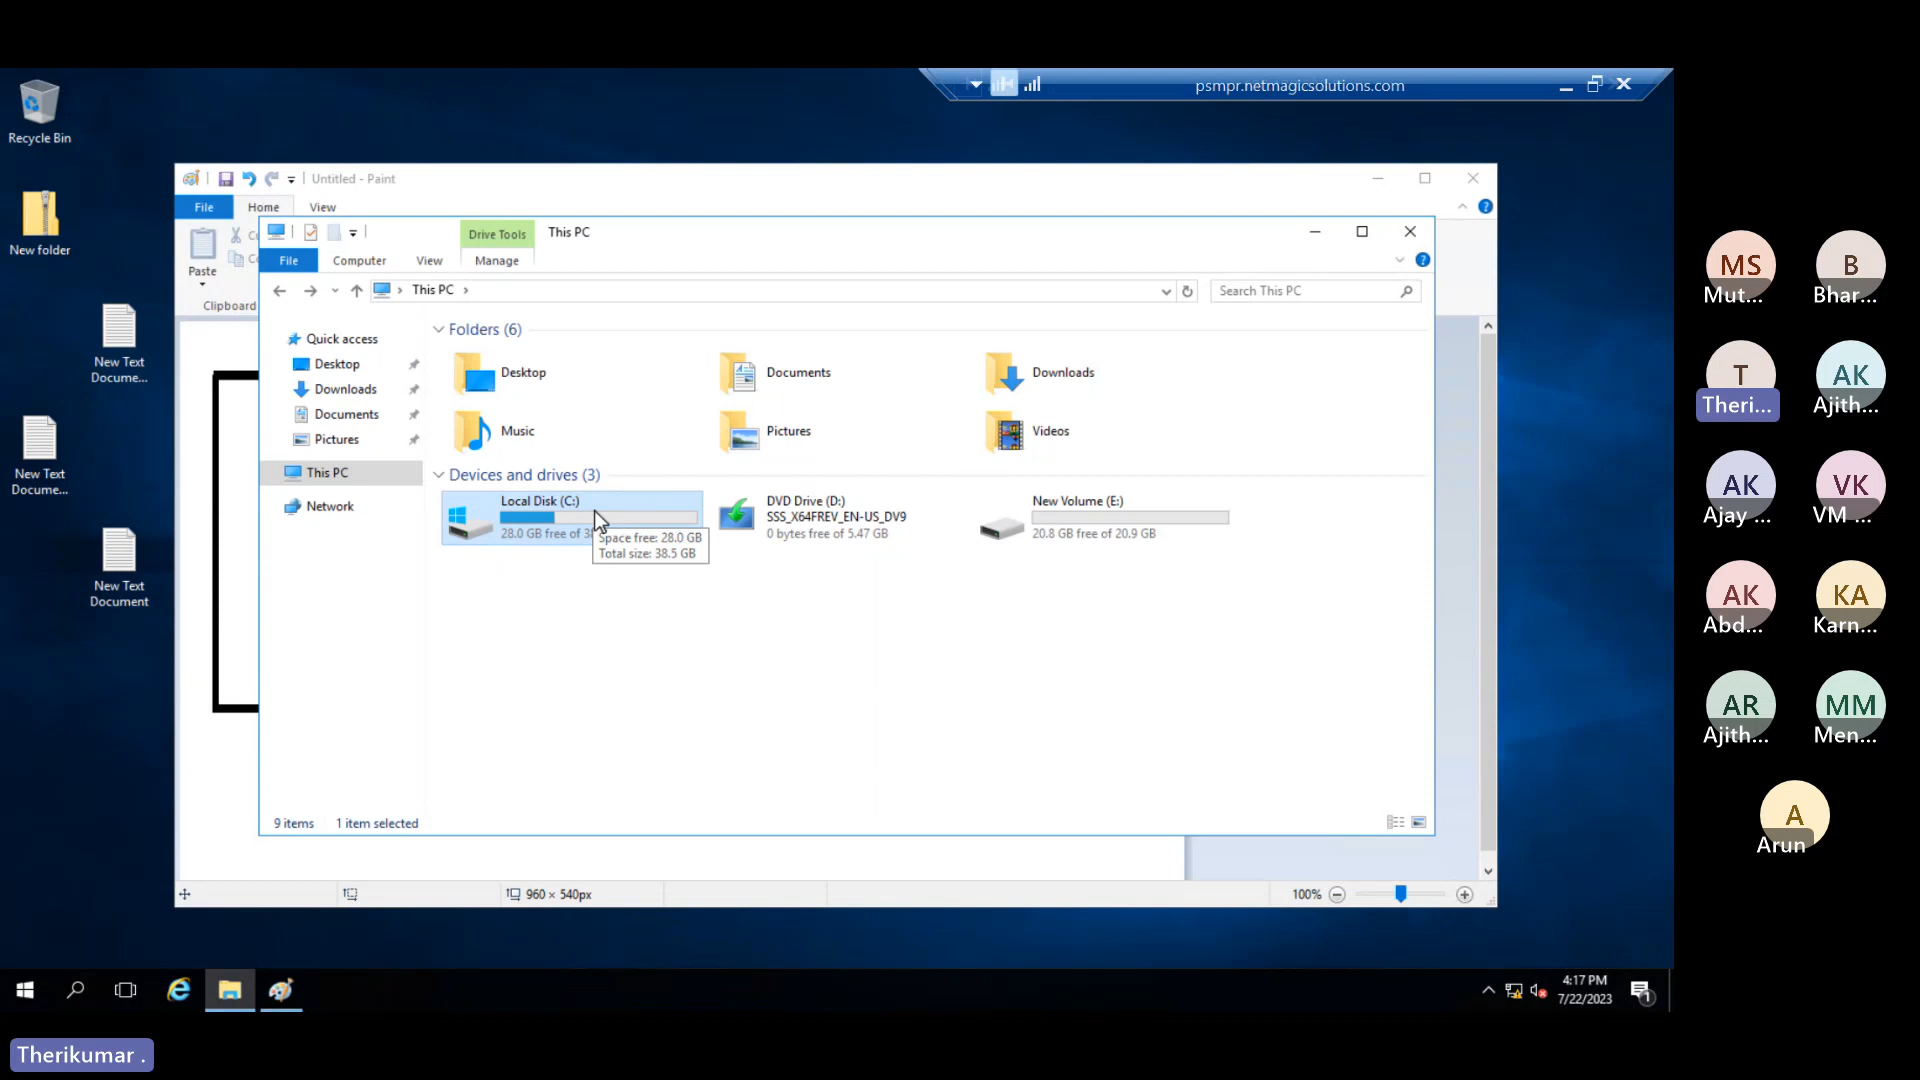 psmpr.netmagicsolutions.com
Recycle Bin
New folder
New Text
Docume...
New Text
Docume...
New Text
Document
Untitled - Paint
File
Home
View
Paste
Clipboard
Drive Tools
This PC
File
Computer
View
Manage
This PC
Search This PC
Quick access
Desktop
Downloads
Documents
Pictures
This PC
Network
Folders (6)
Desktop
Documents
Downloads
Music
Pictures
Videos
Devices and drives (3)
Local Disk (C:)
28.0 GB free of
Space free: 28.0 GB
Total size: 38.5 GB
DVD Drive (D:)
SSS_X64FREV_EN-US_DV9
0 bytes free of 5.47 GB
New Volume (E:)
20.8 GB free of 20.9 GB
9 items
1 item selected
960 × 540px
100%
4:17 PM
7/22/2023
1
MS
Mut...
B
Bhar...
T
Theri...
AK
Ajith...
AK
Ajay ...
VK
VM ...
AK
Abd...
KA
Karn...
AR
Ajith...
MM
Men...
A
Arun
Therikumar .